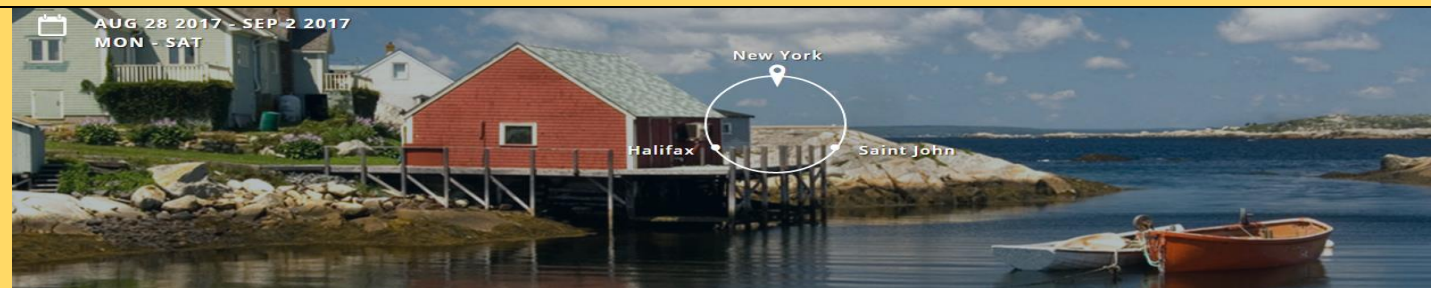 AUG 28 2017 - SEP 2 2017
MON - SAT
New York
Halifax
Saint John